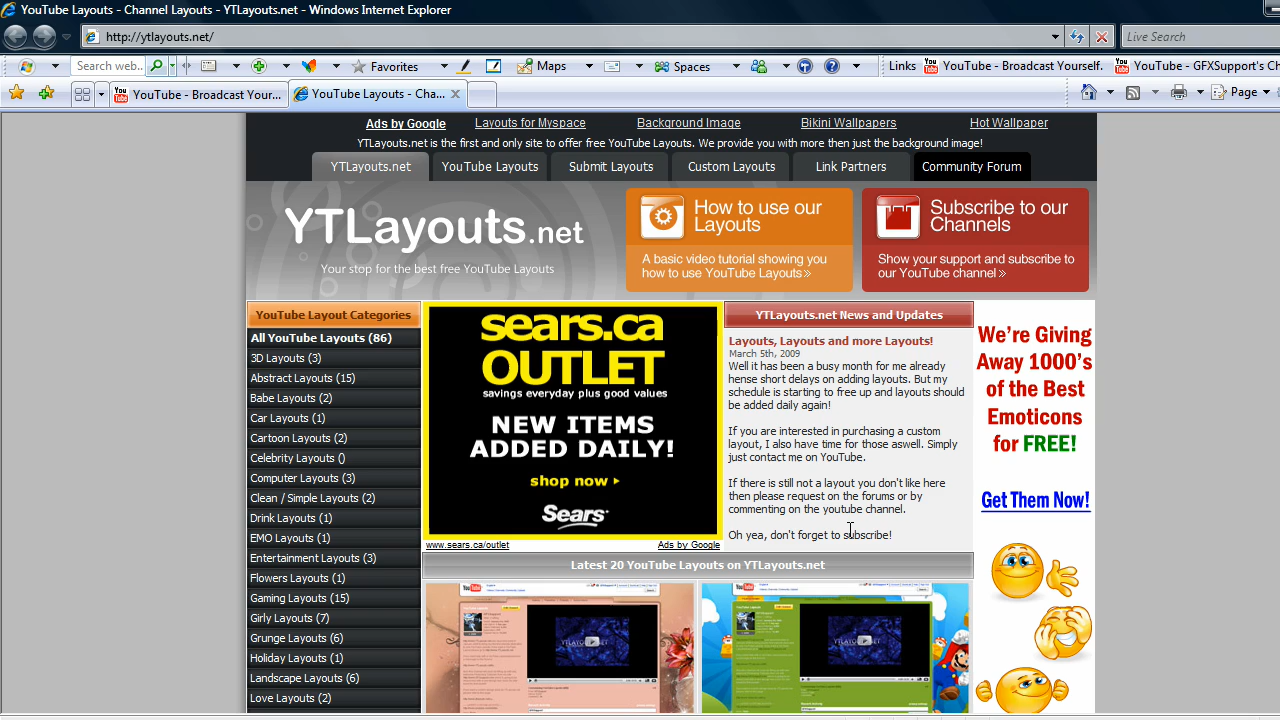 YouTube Layouts - Channel Layouts - YTLayouts.net - Windows Internet Explorer
http://ytlayouts.net/
Live Search
Search web...
Favorites
Maps
Spaces
Links
YouTube - Broadcast Yourself.
YouTube - GFXSupport's Ch
YouTube - Broadcast Your...
YouTube Layouts - Cha...
Page
Ads by Google
Layouts for Myspace
Background Image
Bikini Wallpapers
Hot Wallpaper
YTLayouts.net is the first and only site to offer free YouTube Layouts. We provide you with more then just the background image!
YTLayouts.net
YouTube Layouts
Submit Layouts
Custom Layouts
Link Partners
Community Forum
YTLayouts.net
Your stop for the best free YouTube Layouts
How to use our
Layouts
A basic video tutorial showing you
how to use YouTube Layouts»
Subscribe to our
Channels
Show your support and subscribe to
our YouTube channel »
YouTube Layout Categories
All YouTube Layouts (86)
3D Layouts (3)
Abstract Layouts (15)
Babe Layouts (2)
Car Layouts (1)
Cartoon Layouts (2)
Celebrity Layouts ()
Computer Layouts (3)
Clean / Simple Layouts (2)
Drink Layouts (1)
EMO Layouts (1)
Entertainment Layouts (3)
Flowers Layouts (1)
Gaming Layouts (15)
Girly Layouts (7)
Grunge Layouts (6)
Holiday Layouts (1)
Landscape Layouts (6)
sears.ca
OUTLET
savings everyday plus good values
NEW ITEMS
ADDED DAILY!
shop now
Sears
www.sears.ca/outlet
Ads by Google
YTLayouts.net News and Updates
Layouts, Layouts and more Layouts!
March 5th, 2009
Well it has been a busy month for me already
hense short delays on adding layouts. But my
schedule is starting to free up and layouts should
be added daily again!
If you are interested in purchasing a custom
layout, I also have time for those aswell. Simply
just contact me on YouTube.
If there is still not a layout you don't like here
then please request on the forums or by
commenting on the youtube channel.
Oh yea, don't forget to subscribe!
We're Giving
Away 1000's
of the Best
Emoticons
for FREE!
Get Them Now!
Latest 20 YouTube Layouts on YTLayouts.net